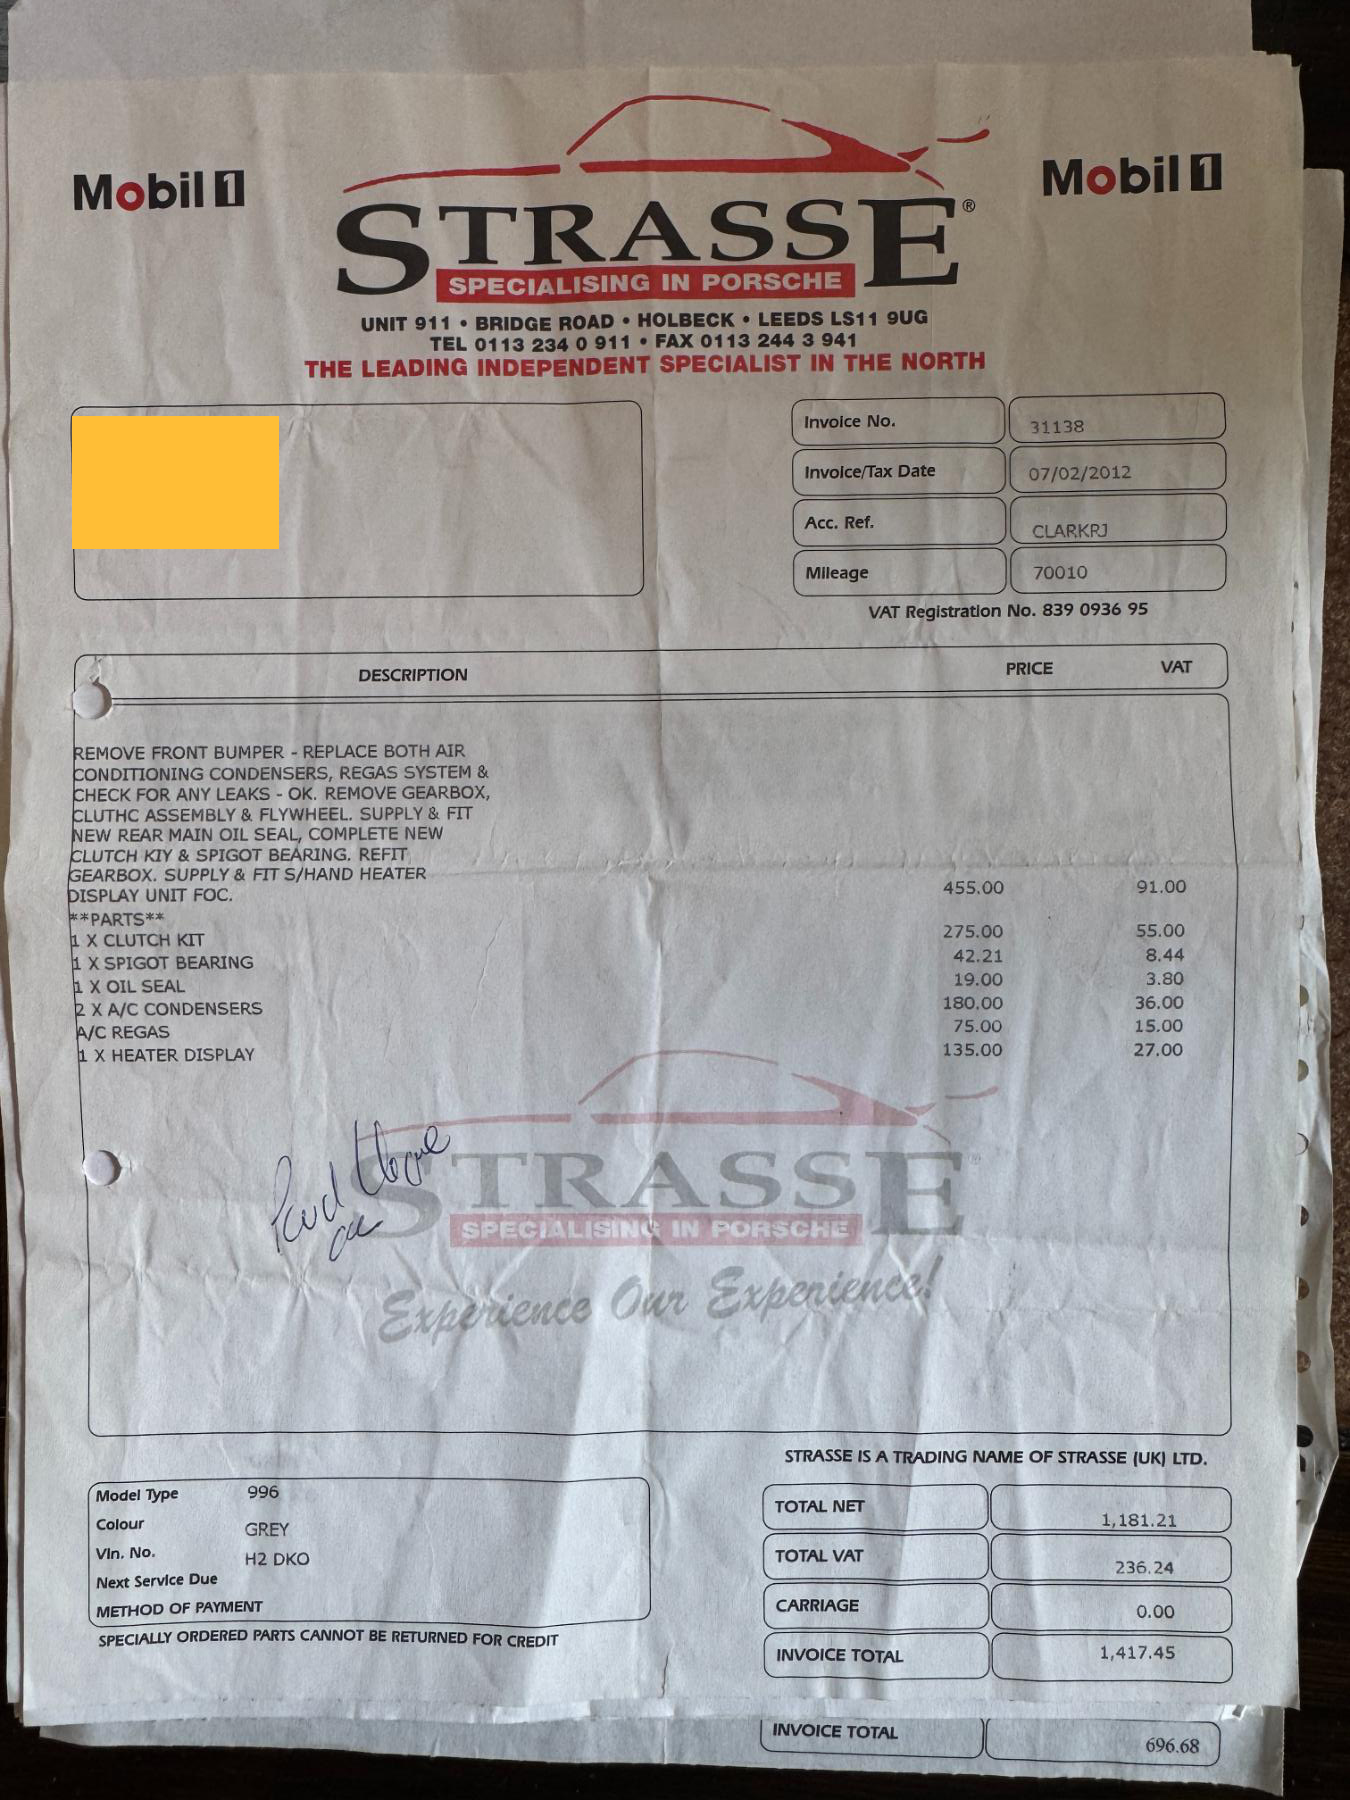 Mobil 1
Mobil 1
STRASSE®
SPECIALISING IN PORSCHE
UNIT 911 • BRIDGE ROAD • HOLBECK • LEEDS LS11 9UG
TEL 0113 234 0 911 • FAX 0113 244 3 941
THE LEADING INDEPENDENT SPECIALIST IN THE NORTH
Invoice No. 31138
Invoice/Tax Date 07/02/2012
Acc. Ref. CLARKRJ
Mileage 70010
VAT Registration No. 839 0936 95
DESCRIPTION PRICE VAT
REMOVE FRONT BUMPER - REPLACE BOTH AIR
CONDITIONING CONDENSERS, REGAS SYSTEM &
CHECK FOR ANY LEAKS - OK. REMOVE GEARBOX,
CLUTHC ASSEMBLY & FLYWHEEL. SUPPLY & FIT
NEW REAR MAIN OIL SEAL, COMPLETE NEW
CLUTCH KIY & SPIGOT BEARING. REFIT
GEARBOX. SUPPLY & FIT S/HAND HEATER
DISPLAY UNIT FOC. 455.00 91.00
**PARTS**
1 X CLUTCH KIT 275.00 55.00
1 X SPIGOT BEARING 42.21 8.44
1 X OIL SEAL 19.00 3.80
2 X A/C CONDENSERS 180.00 36.00
A/C REGAS 75.00 15.00
1 X HEATER DISPLAY 135.00 27.00
STRASSE
SPECIALISING IN PORSCHE
Experience Our Experience!
STRASSE IS A TRADING NAME OF STRASSE (UK) LTD.
Model Type 996
Colour GREY
Vin. No. H2 DKO
Next Service Due
METHOD OF PAYMENT
SPECIALLY ORDERED PARTS CANNOT BE RETURNED FOR CREDIT
TOTAL NET 1,181.21
TOTAL VAT 236.24
CARRIAGE 0.00
INVOICE TOTAL 1,417.45
INVOICE TOTAL 696.68